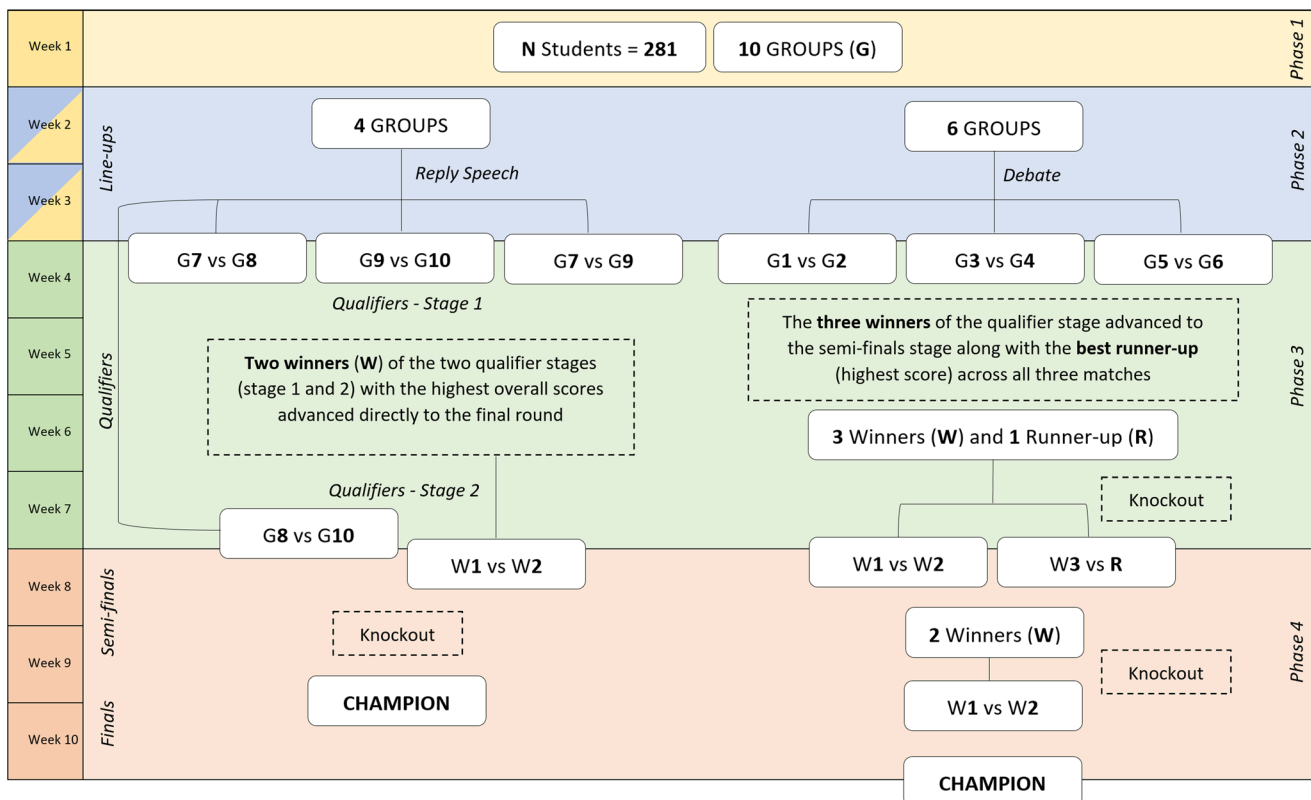 Week 1
N Students = 281
10 GROUPS (G)
Phase 1
Week 2
Week 3
Line-ups
4 GROUPS
Reply Speech
6 GROUPS
Debate
Phase 2
G7 vs G8
G9 vs G10
G7 vs G9
G1 vs G2
G3 vs G4
G5 vs G6
Week 4
Week 5
Week 6
Week 7
Qualifiers
Qualifiers - Stage 1
Two winners (W) of the two qualifier stages
(stage 1 and 2) with the highest overall scores
advanced directly to the final round
Qualifiers - Stage 2
G8 vs G10
W1 vs W2
The three winners of the qualifier stage advanced to
the semi-finals stage along with the best runner-up
(highest score) across all three matches
3 Winners (W) and 1 Runner-up (R)
Knockout
W1 vs W2
W3 vs R
Phase 3
Week 8
Week 9
Week 10
Semi-finals
Finals
Knockout
CHAMPION
2 Winners (W)
Knockout
W1 vs W2
CHAMPION
Phase 4